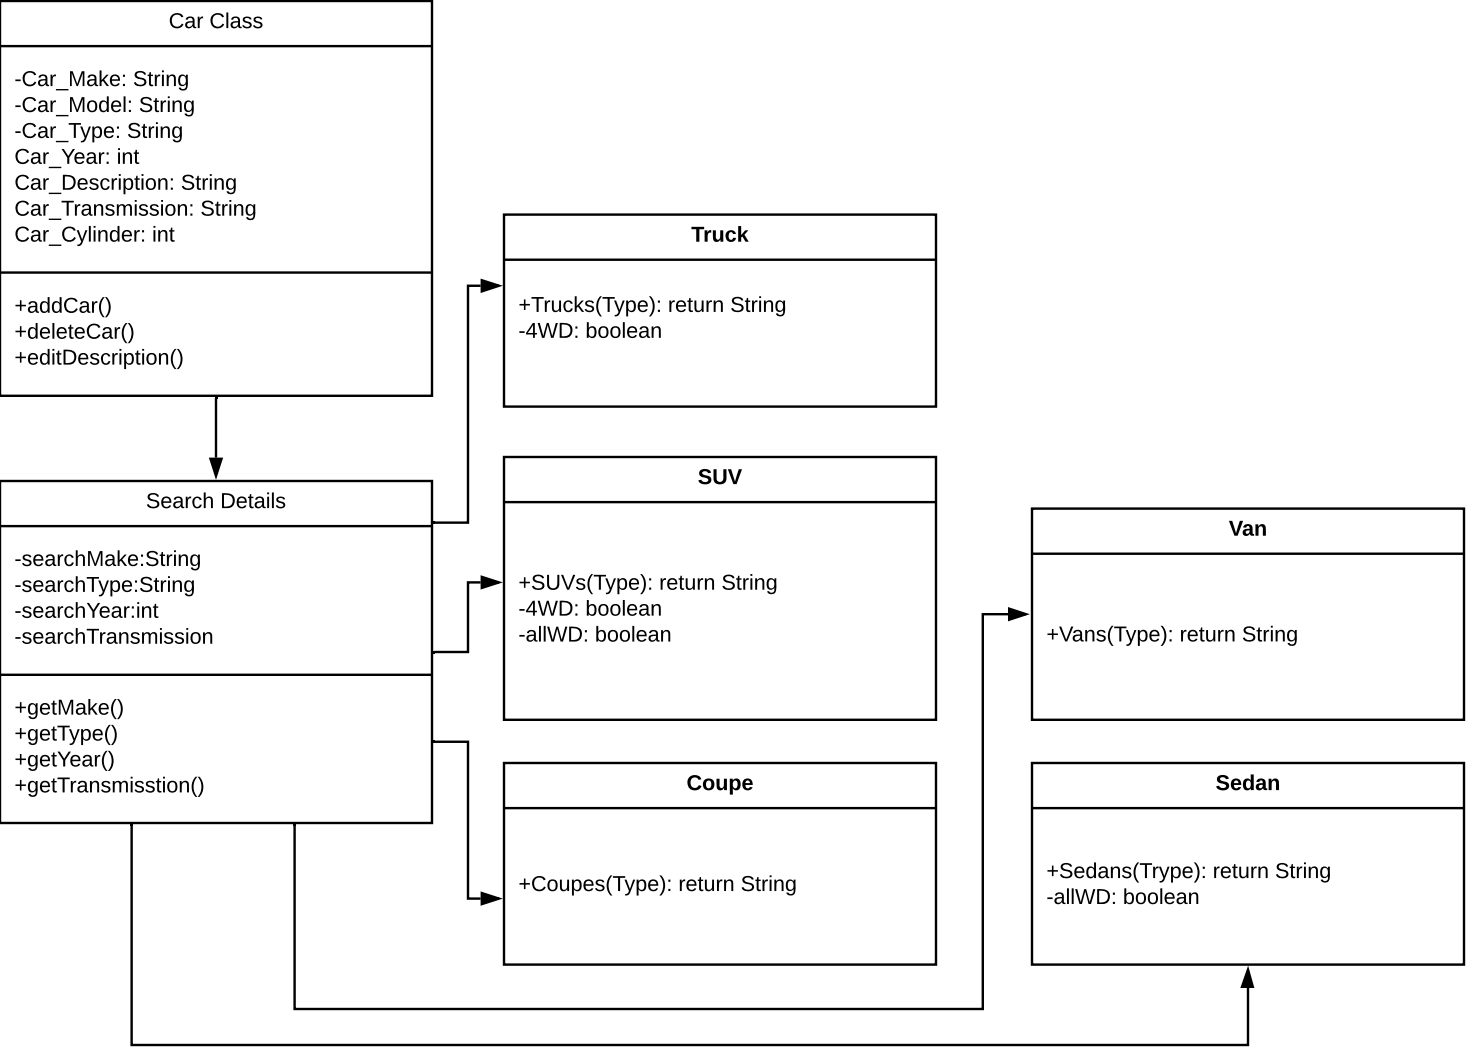 Car Class
-Car_Make: String
-Car_Model: String
-Car_Type: String
Car_Year: int
Car_Description: String
Car_Transmission: String
Car_Cylinder: int
+addCar()
+deleteCar()
+editDescription()
Search Details
-searchMake:String
-searchType:String
-searchYear:int
-searchTransmission
+getMake()
+getType()
+getYear()
+getTransmisstion()
Truck
+Trucks(Type): return String
-4WD: boolean
SUV
+SUVs(Type): return String
-4WD: boolean
-allWD: boolean
Coupe
+Coupes(Type): return String
Van
+Vans(Type): return String
Sedan
+Sedans(Trype): return String
-allWD: boolean